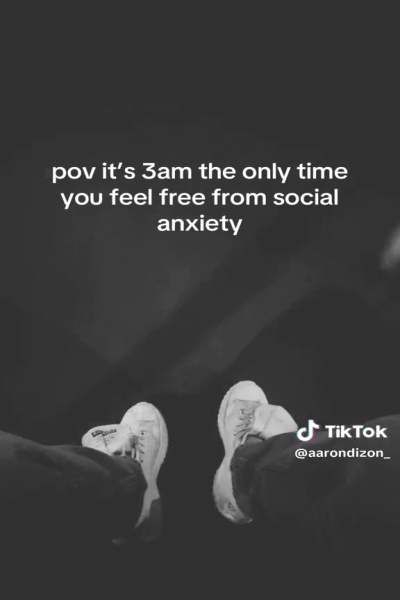 pov it's 3am the only time
you feel free from social
anxiety
TikTok
@aarondizon_